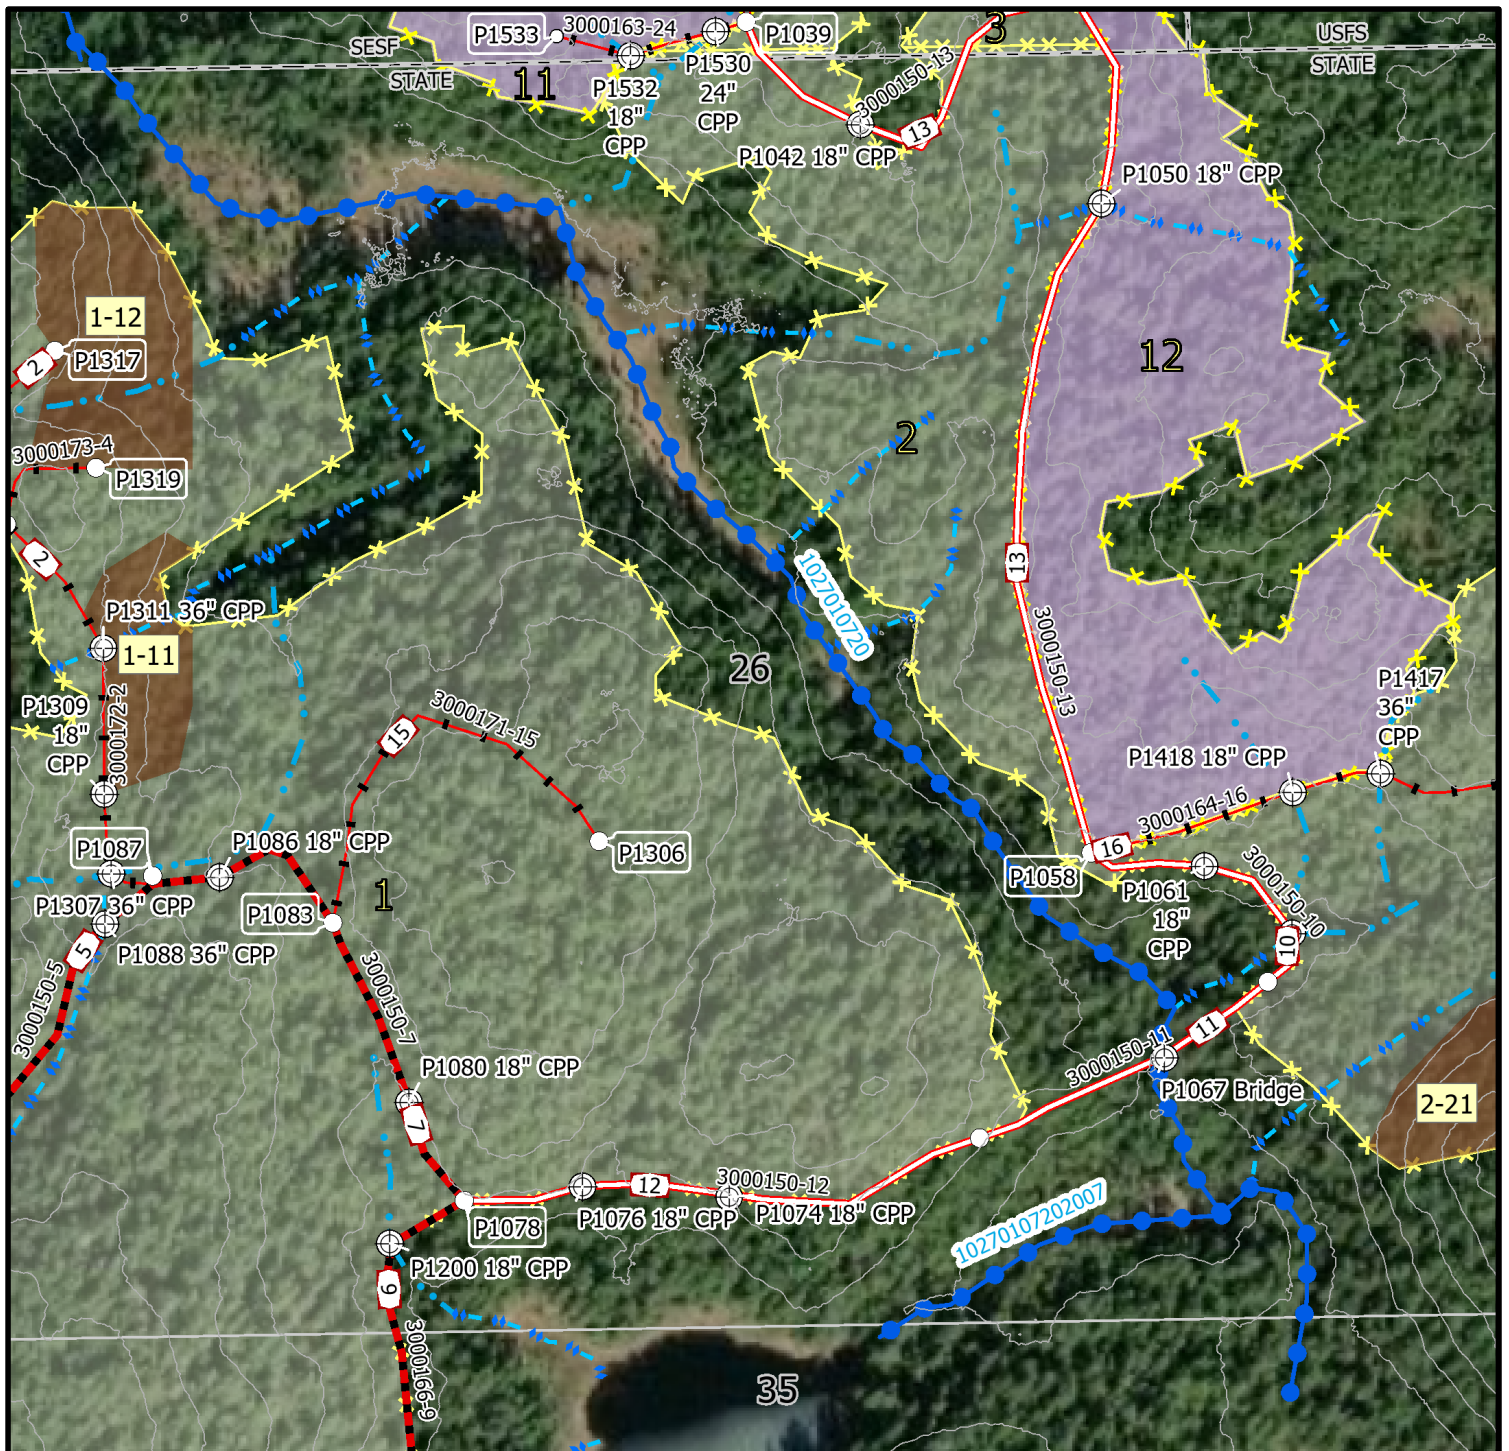 P1533
3000163-24
P1039
3
USFS
STATE
SESF
STATE
11
P1530
24"
CPP
P1532
18"
CPP
3000150-13
13
P1042 18" CPP
P1050 18" CPP
1-12
P1317
2
12
2
3000173-4
P1319
2
13
1027010720
P1311 36" CPP
1-11
3000150-13
26
P1309
18"
CPP
3000172-2
3000171-15
15
P1417
36"
CPP
P1418 18" CPP
3000164-16
16
P1087
P1086 18" CPP
P1306
P1058
P1061
18"
CPP
3000150-10
10
P1307 36" CPP
P1083
1
P1088 36" CPP
5
3000150-5
3000150-7
11
3000150-11
P1067 Bridge
P1080 18" CPP
7
2-21
12
3000150-12
P1078
P1076 18" CPP
P1074 18" CPP
10270107202007
P1200 18" CPP
9
3000166-9
35